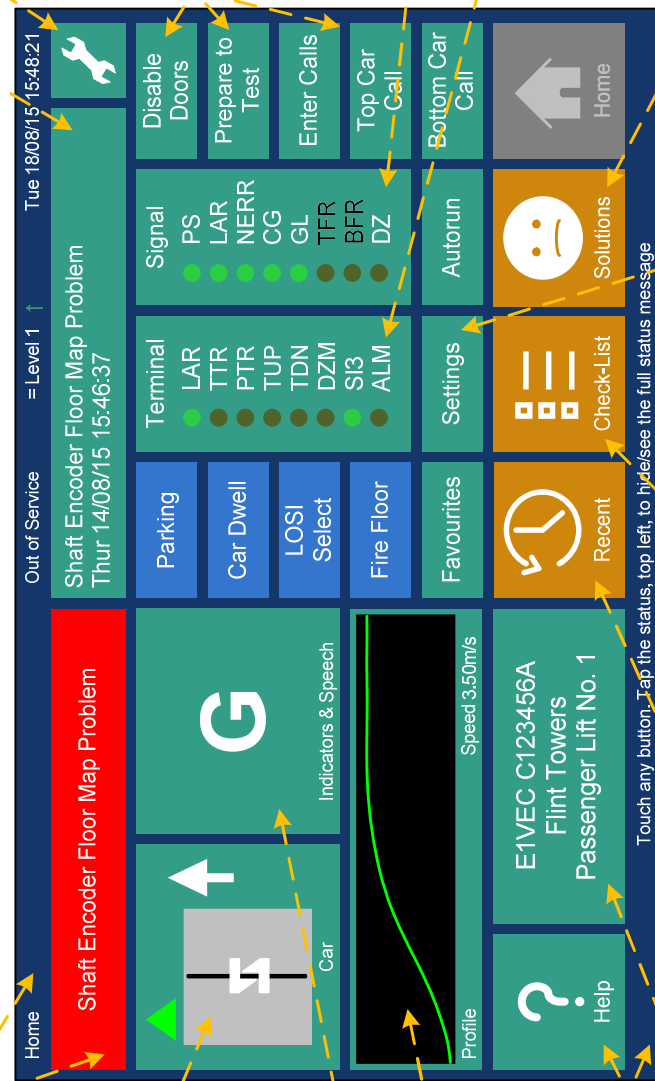 Home
Out of Service
= Level 1 ↑
Tue 18/08/15 15:48:21
Shaft Encoder Floor Map Problem
Shaft Encoder Floor Map Problem
Thur 14/08/15 15:46:37
Car
G
Indicators & Speech
Parking
Car Dwell
LOSI
Select
Fire Floor
Terminal
LAR
TTR
PTR
TUP
TDN
DZM
SI3
ALM
Signal
PS
LAR
NERR
CG
GL
TFR
BFR
DZ
Disable
Doors
Prepare to
Test
Enter Calls
Top Car
Call
Bottom Car
Call
Profile
Speed 3.50m/s
Favourites
Settings
Autorun
?
Help
E1VEC C123456A
Flint Towers
Passenger Lift No. 1
Recent
Check-List
Solutions
Home
Touch any button. Tap the status, top left, to hide/see the full status message